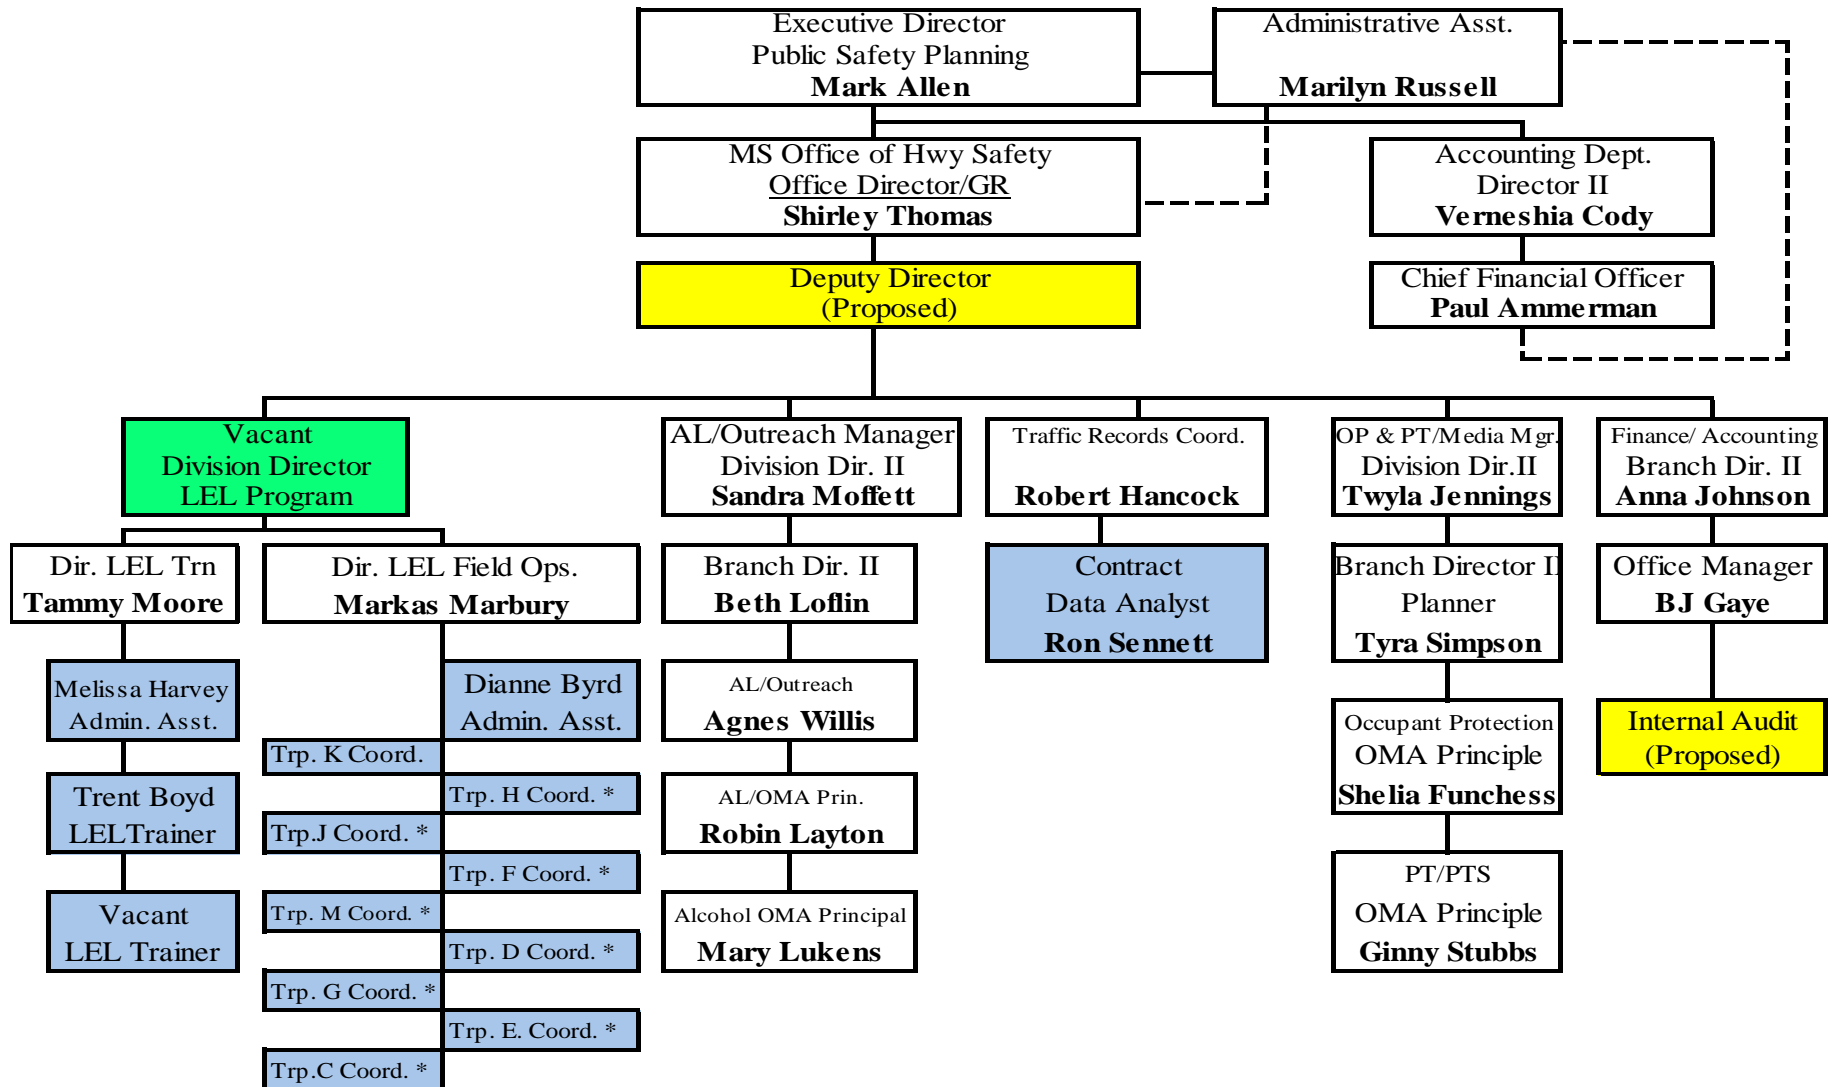 Executive Director
Public Safety Planning
Mark Allen
Administrative Asst.
Marilyn Russell
MS Office of Hwy Safety
Office Director/GR
Shirley Thomas
Accounting Dept.
Director II
Verneshia Cody
Deputy Director
(Proposed)
Chief Financial Officer
Paul Ammerman
Vacant
Division Director
LEL Program
AL/Outreach Manager
Division Dir. II
Sandra Moffett
Traffic Records Coord.
Robert Hancock
OP & PT/Media Mgr.
Division Dir.II
Twyla Jennings
Finance/ Accounting
Branch Dir. II
Anna Johnson
Dir. LEL Trn
Tammy Moore
Dir. LEL Field Ops.
Markas Marbury
Branch Dir. II
Beth Loflin
Contract
Data Analyst
Ron Sennett
Branch Director II
Planner
Tyra Simpson
Office Manager
BJ Gaye
Melissa Harvey
Admin. Asst.
Dianne Byrd
Admin. Asst.
AL/Outreach
Agnes Willis
Occupant Protection
OMA Principle
Shelia Funchess
Internal Audit
(Proposed)
Trp. K Coord.
Trent Boyd
LELTrainer
Trp. H Coord. *
Trp.J Coord. *
AL/OMA Prin.
Robin Layton
Trp. F Coord. *
PT/PTS
OMA Principle
Ginny Stubbs
Vacant
LEL Trainer
Trp. M Coord. *
Trp. D Coord. *
Alcohol OMA Principal
Mary Lukens
Trp. G Coord. *
Trp. E. Coord. *
Trp.C Coord. *